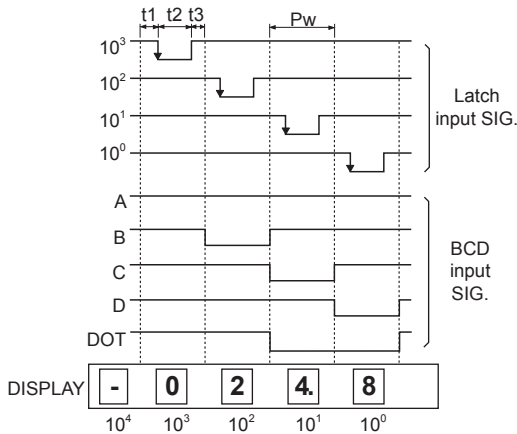 t1 t2 t3 Pw
10³
10²
10¹
10⁰
Latch
input SIG.
A
B
C
D
DOT
BCD
input
SIG.
DISPLAY - 0 2 4. 8
10⁴ 10³ 10² 10¹ 10⁰